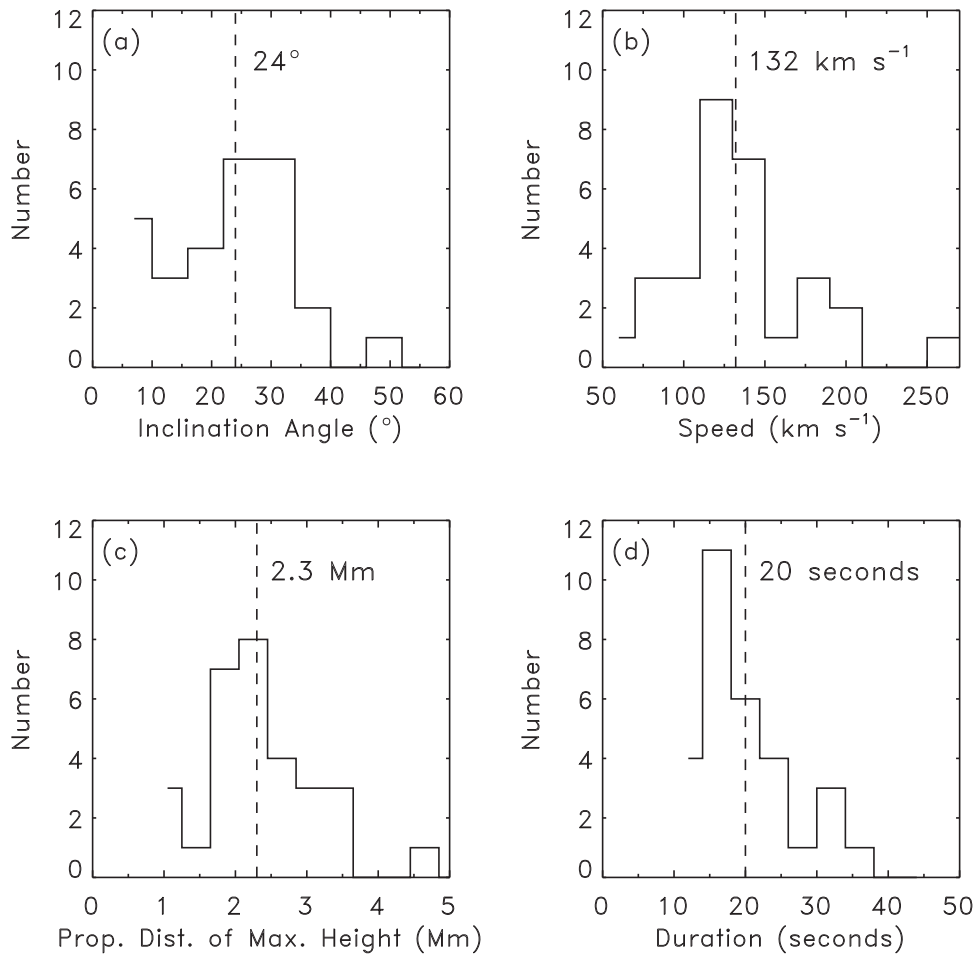 (a)
24°
12
10
8
6
4
2
0
Number
0 10 20 30 40 50 60
Inclination Angle (°)
(b)
132 km s⁻¹
12
10
8
6
4
2
0
Number
50 100 150 200 250
Speed (km s⁻¹)
(c)
2.3 Mm
12
10
8
6
4
2
0
Number
0 1 2 3 4 5
Prop. Dist. of Max. Height (Mm)
(d)
20 seconds
12
10
8
6
4
2
0
Number
0 10 20 30 40 50
Duration (seconds)